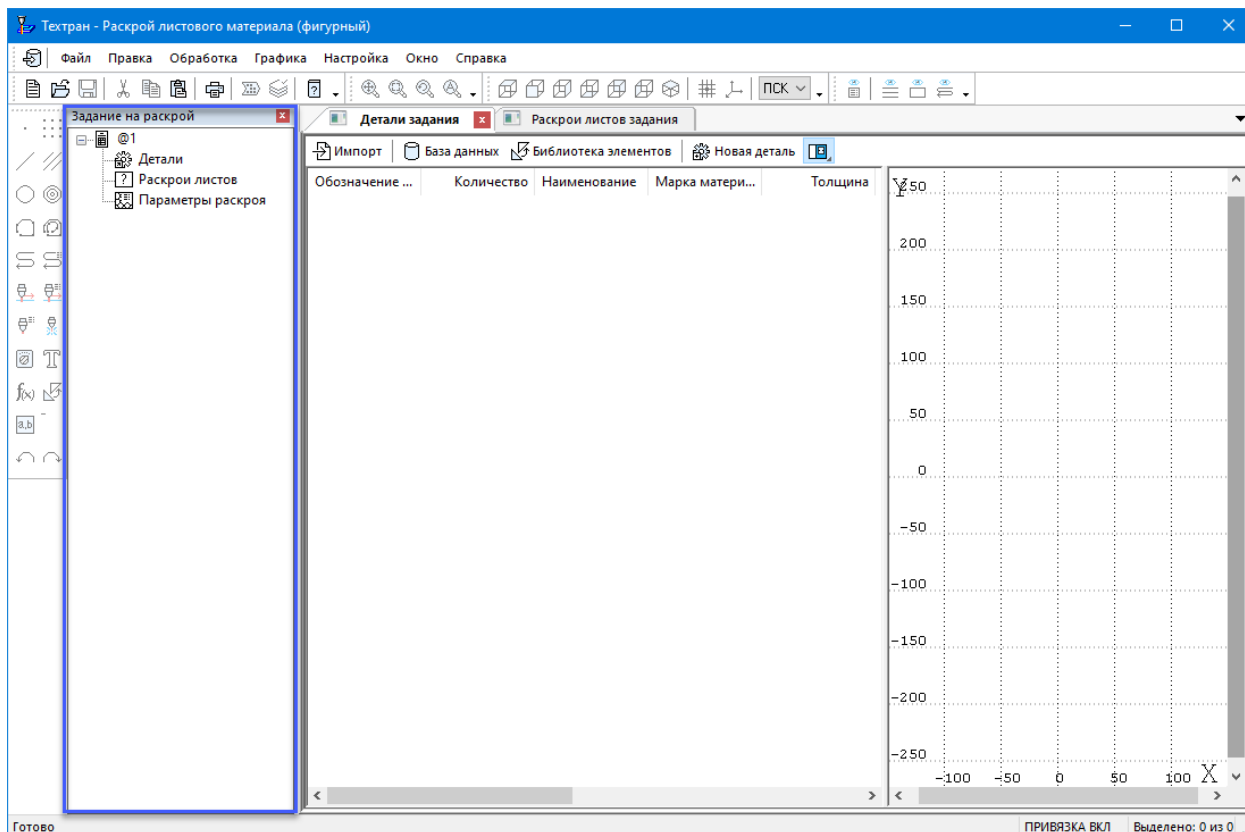 Техтран - Раскрой листового материала (фигурный)
Файл Правка Обработка Графика Настройка Окно Справка
ПСК
Задание на раскрой
@1
Детали
Раскрои листов
Параметры раскроя
f(x)
a,b
Детали задания
Раскрои листов задания
Импорт База данных Библиотека элементов Новая деталь
Обозначение ... Количество Наименование Марка матери... Толщина
Y
250
200
150
100
50
0
-50
-100
-150
-200
-250
-100 -50 0 50 100 X
Готово
ПРИВЯЗКА ВКЛ Выделено: 0 из 0